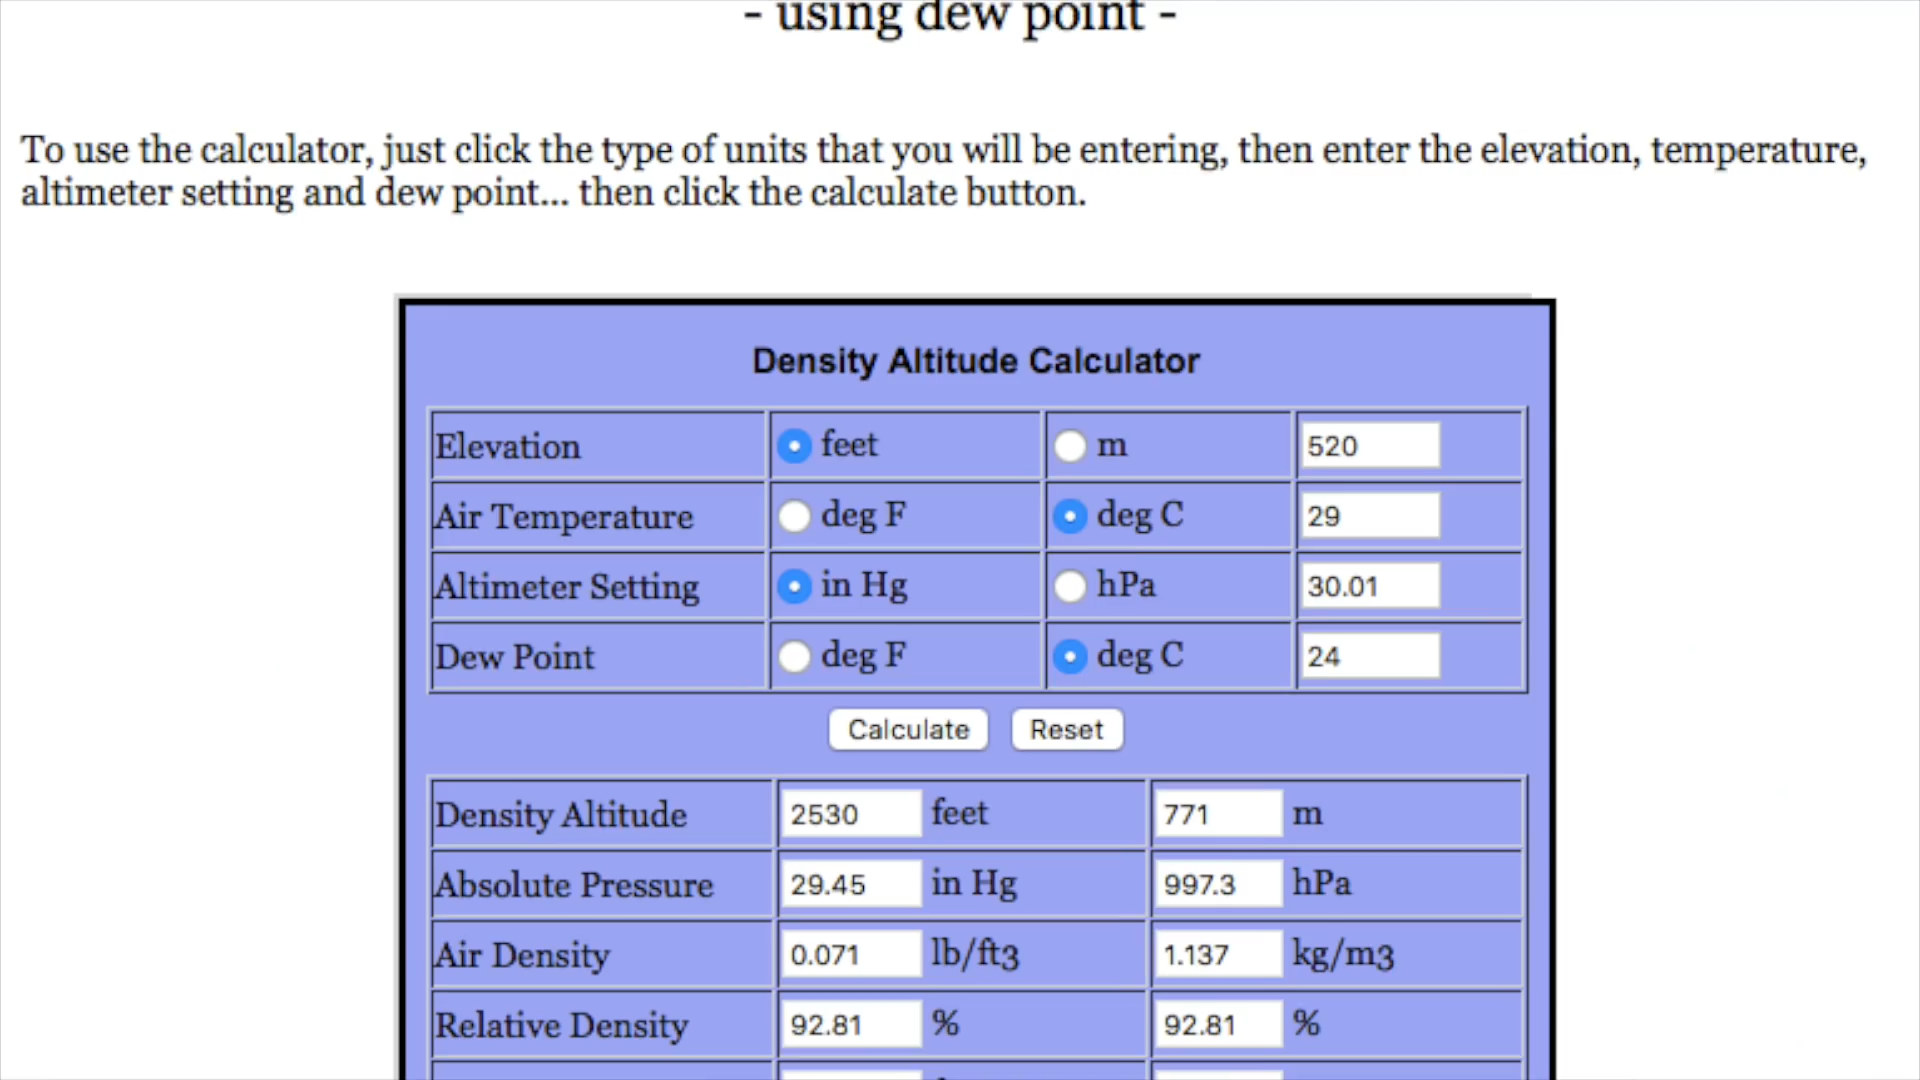 - using dew point -
To use the calculator, just click the type of units that you will be entering, then enter the elevation, temperature,
altimeter setting and dew point... then click the calculate button.
Density Altitude Calculator
Elevation feet m 520
Air Temperature deg F deg C 29
Altimeter Setting in Hg hPa 30.01
Dew Point deg F deg C 24
Calculate Reset
Density Altitude 2530 feet 771 m
Absolute Pressure 29.45 in Hg 997.3 hPa
Air Density 0.071 lb/ft3 1.137 kg/m3
Relative Density 92.81 % 92.81 %